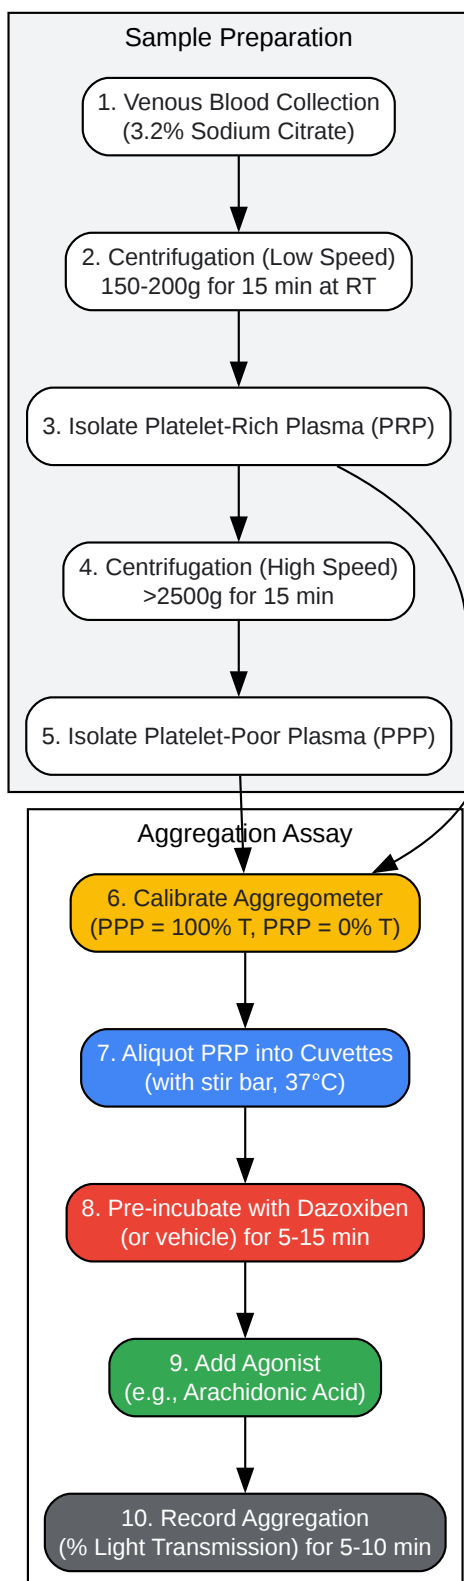 Sample Preparation
1. Venous Blood Collection
(3.2% Sodium Citrate)
2. Centrifugation (Low Speed)
150-200g for 15 min at RT
3. Isolate Platelet-Rich Plasma (PRP)
4. Centrifugation (High Speed)
>2500g for 15 min
5. Isolate Platelet-Poor Plasma (PPP)
Aggregation Assay
6. Calibrate Aggregometer
(PPP = 100% T, PRP = 0% T)
7. Aliquot PRP into Cuvettes
(with stir bar, 37°C)
8. Pre-incubate with Dazoxiben
(or vehicle) for 5-15 min
9. Add Agonist
(e.g., Arachidonic Acid)
10. Record Aggregation
(% Light Transmission) for 5-10 min